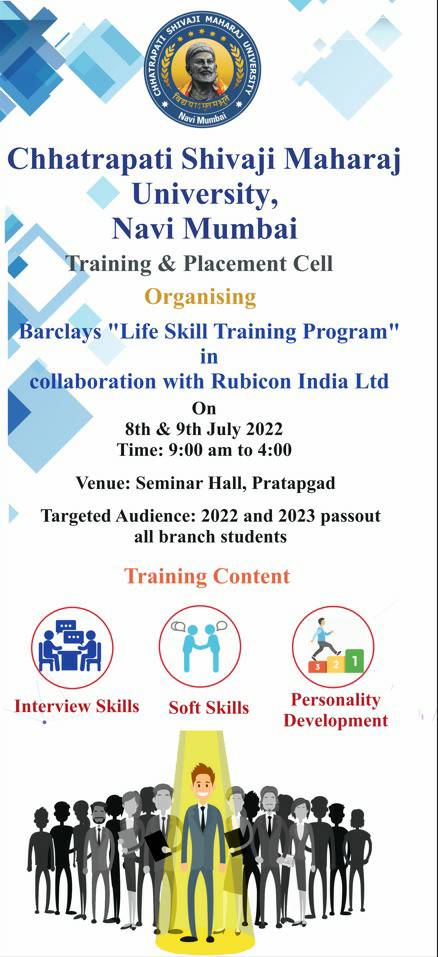 CHHATRAPATI SHIVAJI MAHARAJ UNIVERSITY
Navi Mumbai
Chhatrapati Shivaji Maharaj
University,
Navi Mumbai
Training & Placement Cell
Organising
Barclays "Life Skill Training Program"
in
collaboration with Rubicon India Ltd
On
8th & 9th July 2022
Time: 9:00 am to 4:00
Venue: Seminar Hall, Pratapgad
Targeted Audience: 2022 and 2023 passout
all branch students
Training Content
3 2 1
Interview Skills Soft Skills Personality
Development